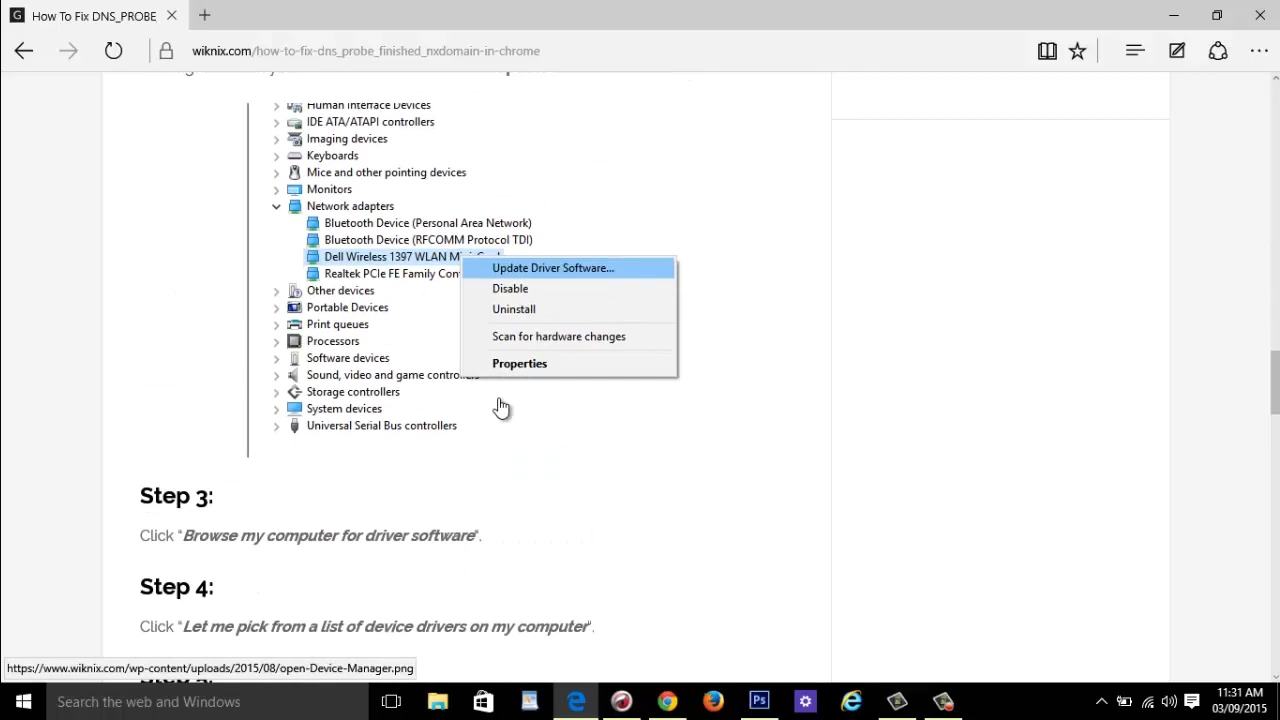 How To Fix DNS_PROBE
wiknix.com/how-to-fix-dns_probe_finished_nxdomain-in-chrome
Human Interface Devices
IDE ATA/ATAPI controllers
Imaging devices
Keyboards
Mice and other pointing devices
Monitors
Network adapters
Bluetooth Device (Personal Area Network)
Bluetooth Device (RFCOMM Protocol TDI)
Dell Wireless 1397 WLAN
Realtek PCIe FE Family
Update Driver Software...
Disable
Uninstall
Scan for hardware changes
Properties
Other devices
Portable Devices
Print queues
Processors
Software devices
Sound, video and game
Storage controllers
System devices
Universal Serial Bus controllers
Step 3:
Click “Browse my computer for driver software“.
Step 4:
Click “Let me pick from a list of device drivers on my computer“.
https://www.wiknix.com/wp-content/uploads/2015/08/open-Device-Manager.png
Search the web and Windows
11:31 AM
03/09/2015